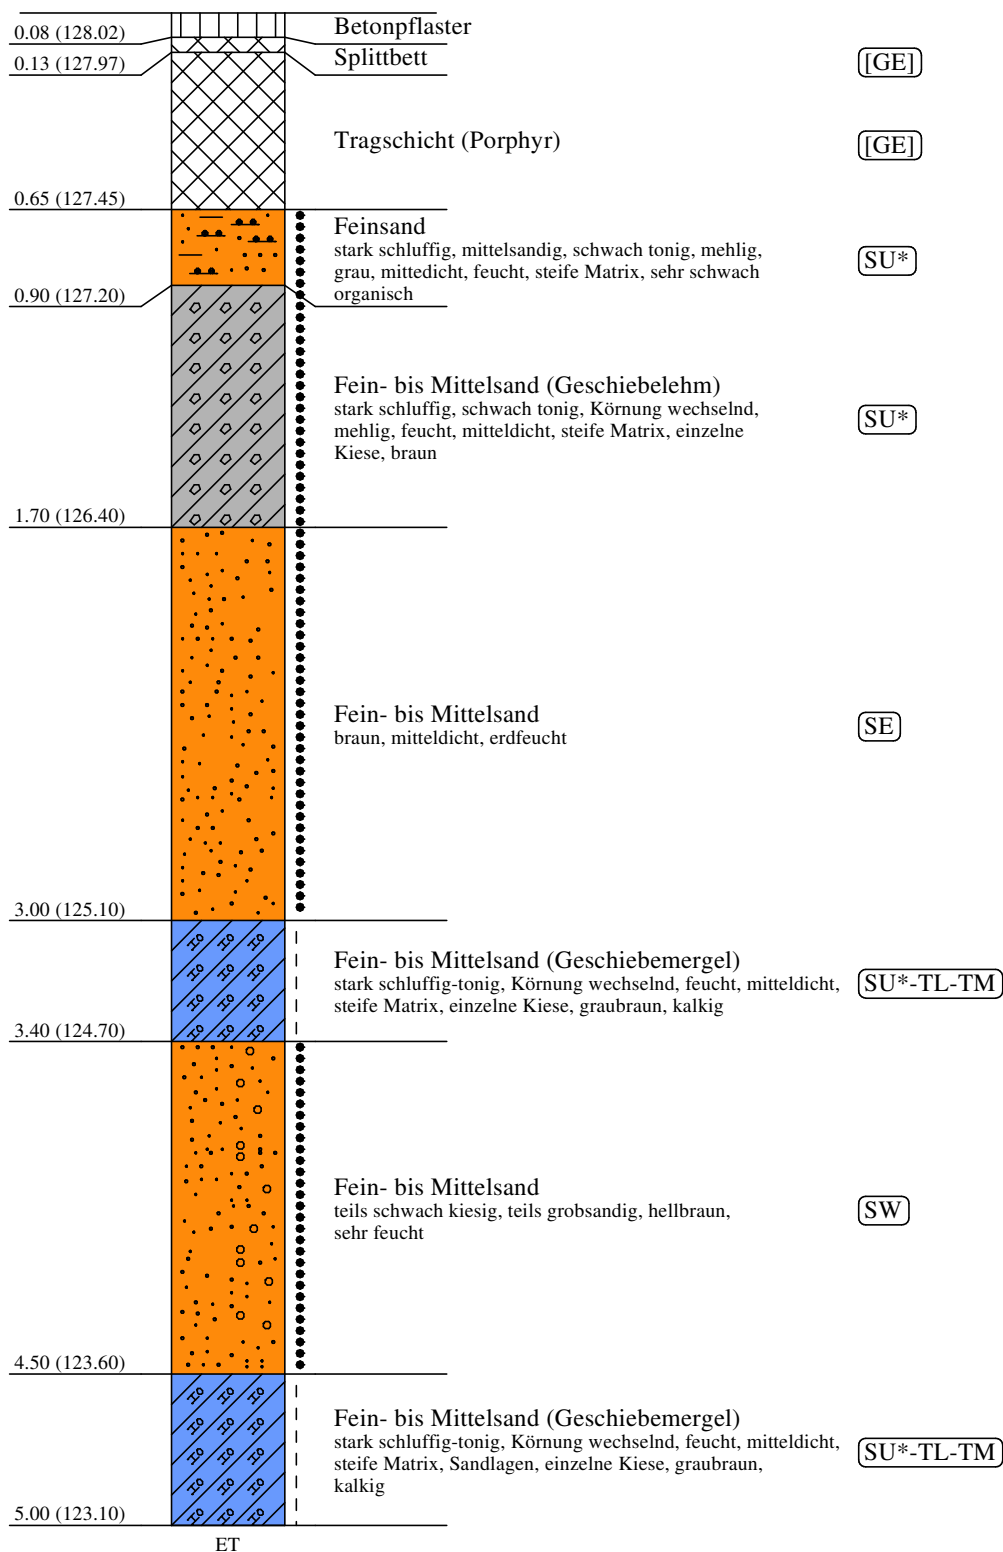 Betonpflaster
0.08 (128.02)
Splittbett
[GE]
0.13 (127.97)
Tragschicht (Porphyr)
[GE]
0.65 (127.45)
Feinsand
stark schluffig, mittelsandig, schwach tonig, mehlig,
grau, mittedicht, feucht, steife Matrix, sehr schwach
organisch
SU*
0.90 (127.20)
Fein- bis Mittelsand (Geschiebelehm)
stark schluffig, schwach tonig, Körnung wechselnd,
mehlig, feucht, mitteldicht, steife Matrix, einzelne
Kiese, braun
SU*
1.70 (126.40)
Fein- bis Mittelsand
braun, mitteldicht, erdfeucht
SE
3.00 (125.10)
Fein- bis Mittelsand (Geschiebemergel)
stark schluffig-tonig, Körnung wechselnd, feucht, mitteldicht,
steife Matrix, einzelne Kiese, graubraun, kalkig
SU*-TL-TM
3.40 (124.70)
Fein- bis Mittelsand
teils schwach kiesig, teils grobsandig, hellbraun,
sehr feucht
SW
4.50 (123.60)
Fein- bis Mittelsand (Geschiebemergel)
stark schluffig-tonig, Körnung wechselnd, feucht, mitteldicht,
steife Matrix, Sandlagen, einzelne Kiese, graubraun,
kalkig
SU*-TL-TM
5.00 (123.10)
ET